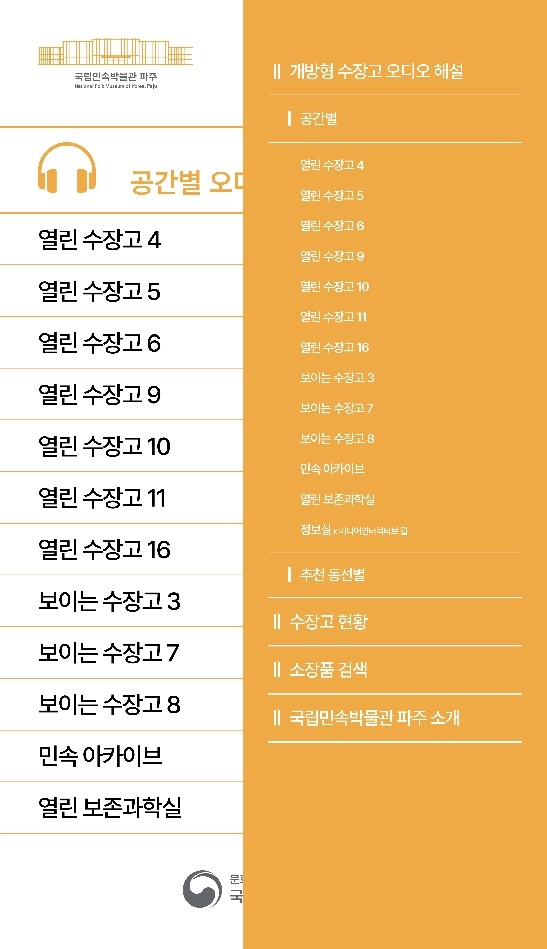 국립민속박물관 파주
National Folk Museum of Korea, Paju
공간별
열린 수장고 4
열린 수장고 5
열린 수장고 6
열린 수장고 9
열린 수장고 10
열린 수장고 11
열린 수장고 16
보이는 수장고 3
보이는 수장고 7
보이는 수장고 8
민속 아카이브
열린 보존과학실
개방형 수장고 오디오 해설
공간별
열린 수장고 4
열린 수장고 5
열린 수장고 6
열린 수장고 9
열린 수장고 10
열린 수장고 11
열린 수장고 16
보이는 수장고 3
보이는 수장고 7
보이는 수장고 8
민속 아카이브
열린 보존과학실
정보실 x 미디어인터랙티브 월
추천 동선별
수장고 현황
소장품 검색
국립민속박물관 파주 소개